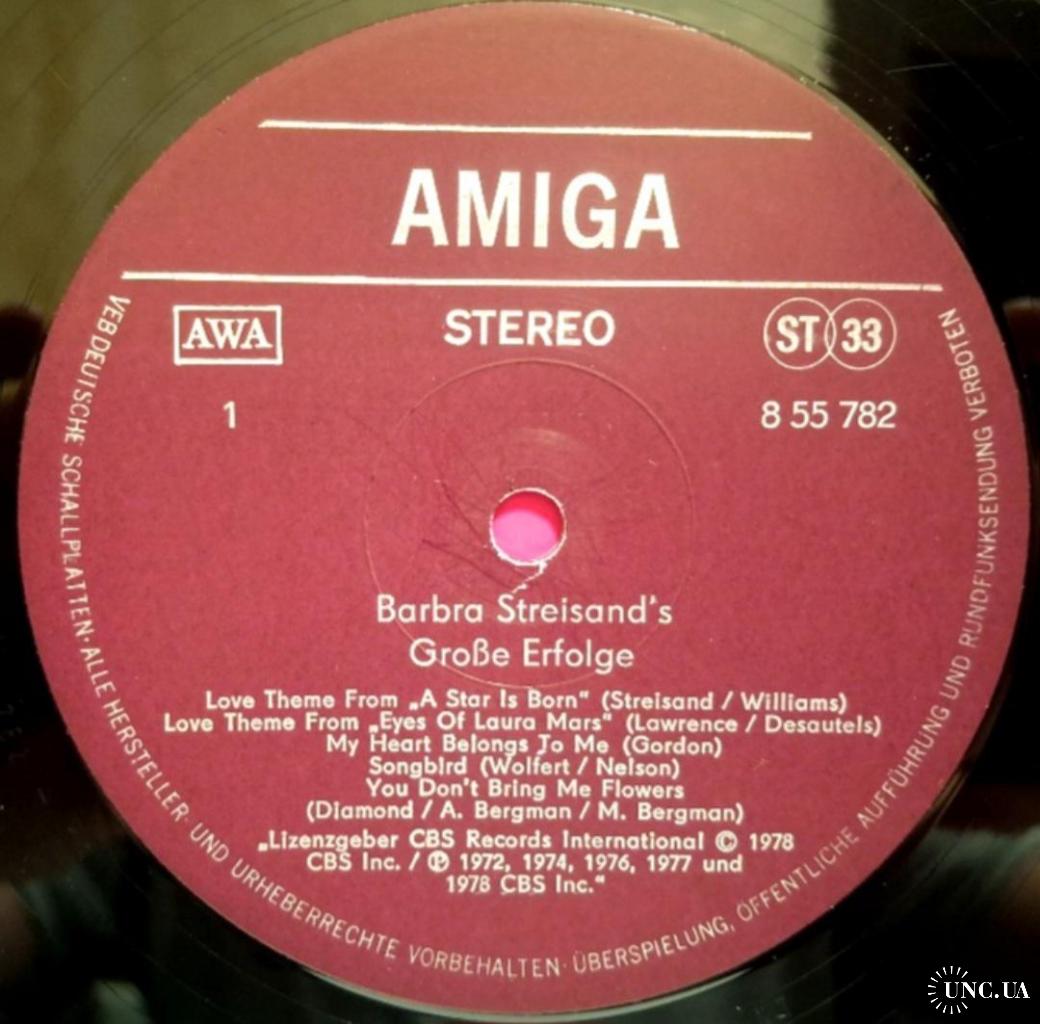 AMIGA
AWA
STEREO
ST 33
1
8 55 782
Barbra Streisand's
Große Erfolge
Love Theme From „A Star Is Born“ (Streisand / Williams)
Love Theme From „Eyes Of Laura Mars“ (Lawrence / Desautels)
My Heart Belongs To Me (Gordon)
Songbird (Wolfert / Nelson)
You Don't Bring Me Flowers
(Diamond / A. Bergman / M. Bergman)
„Lizenzgeber CBS Records International © 1978
CBS Inc. / ℗ 1972, 1974, 1976, 1977 und
1978 CBS Inc.“
VEB DEUTSCHE SCHALLPLATTEN · ALLE HERSTELLER- UND URHEBERRECHTE VORBEHALTEN · ÜBERSPIELUNG, ÖFFENTLICHE AUFFÜHRUNG UND RUNDFUNKSENDUNG VERBOTEN
UNC.UA